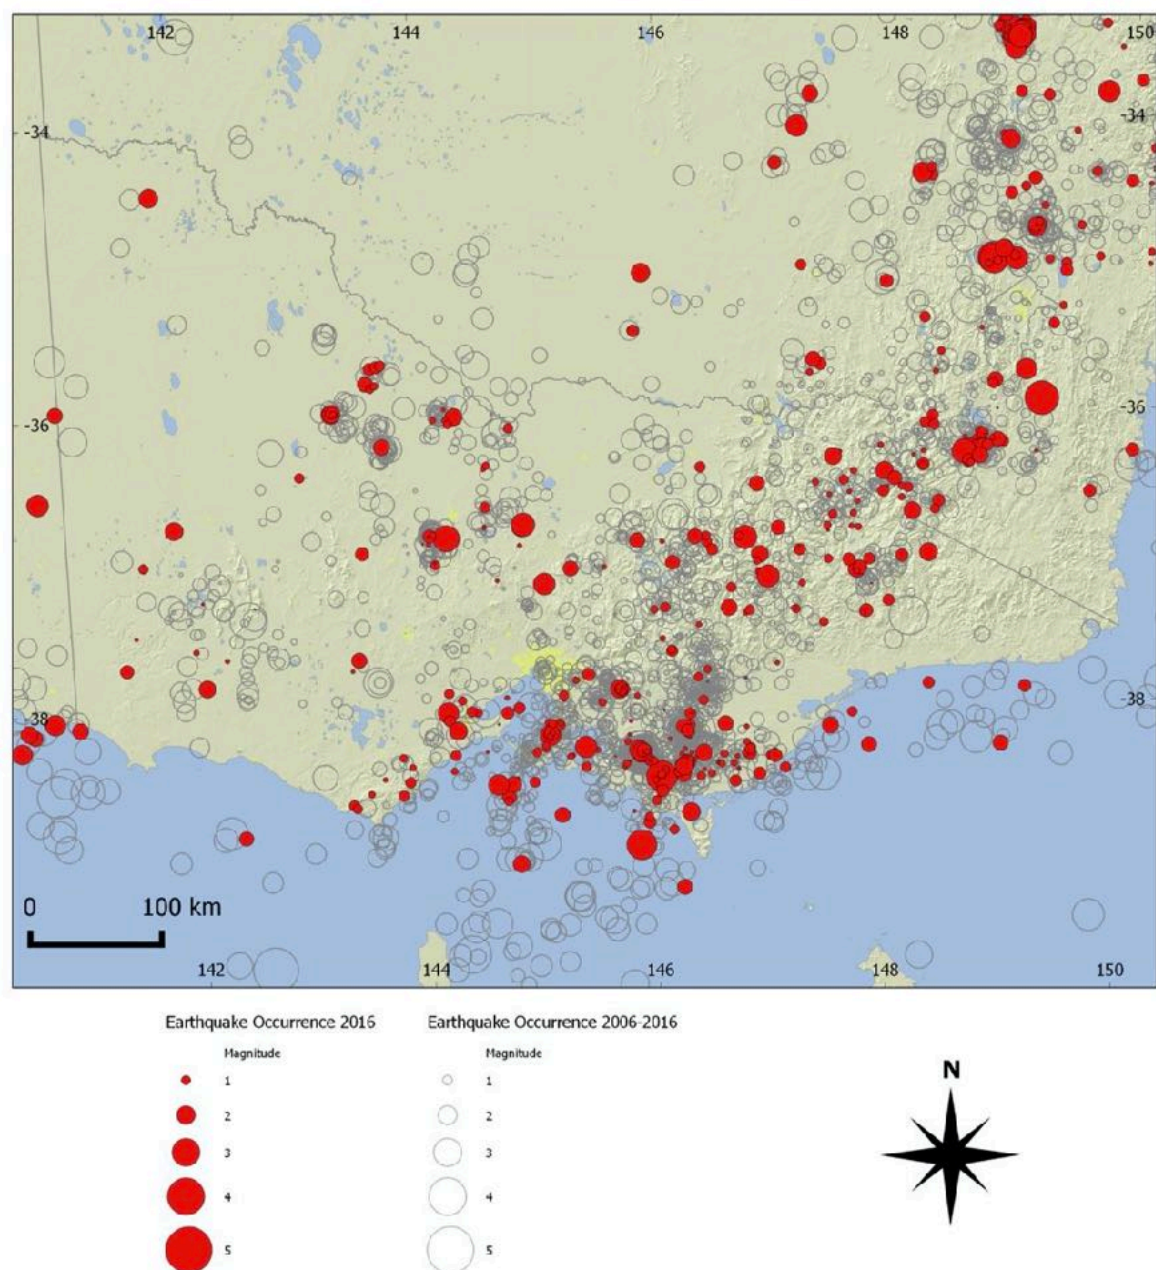 142 144 146 148 150
-34 -34
-36 -36
-38 -38
0 100 km
142 144 146 148 150
Earthquake Occurrence 2016 Earthquake Occurrence 2006-2016
Magnitude Magnitude
1 1
2 2
3 3
4 4
5 5
N